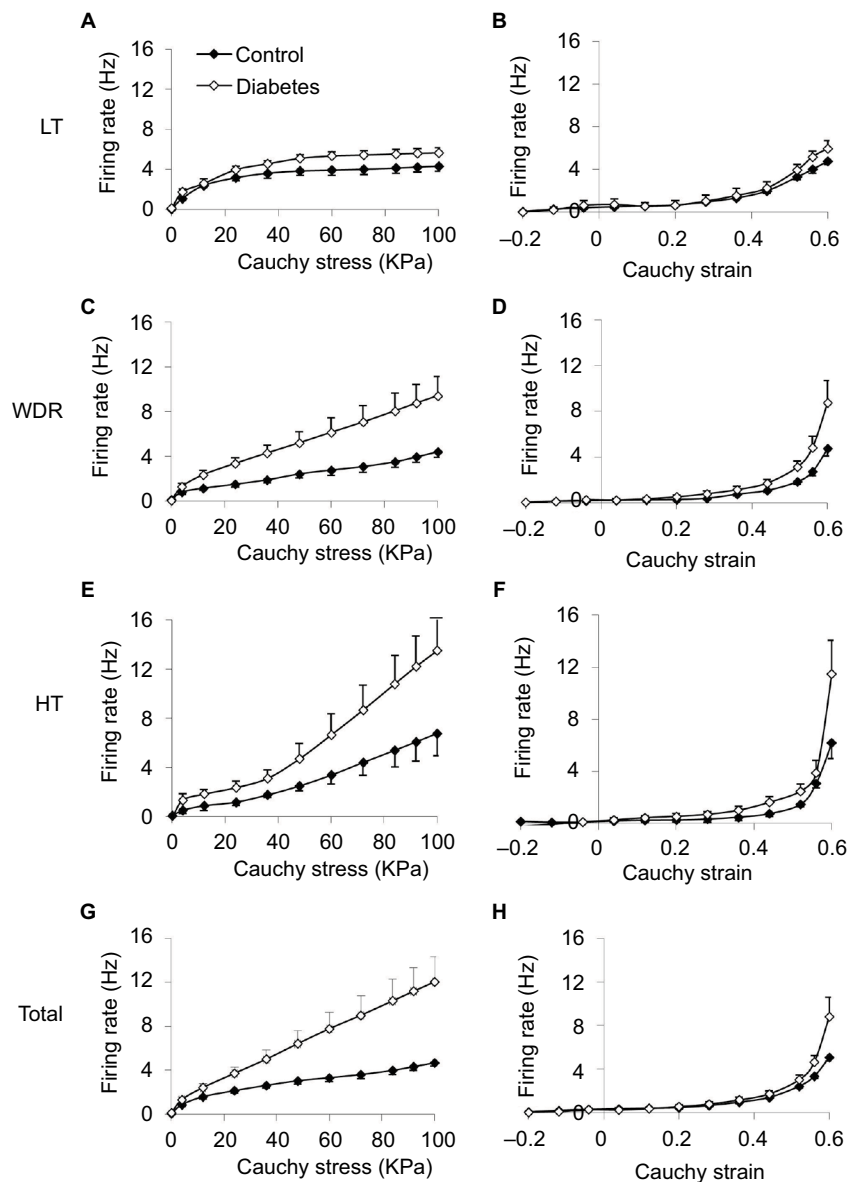 A
B
16
12
8
4
0
Firing rate (Hz)
Control
Diabetes
LT
0 20 40 60 80 100
Cauchy stress (KPa)
16
12
8
4
0
Firing rate (Hz)
–0.2 0 0.2 0.4 0.6
Cauchy strain
C
D
16
12
8
4
0
Firing rate (Hz)
WDR
0 20 40 60 80 100
Cauchy stress (KPa)
16
12
8
4
0
Firing rate (Hz)
–0.2 0 0.2 0.4 0.6
Cauchy strain
E
F
16
12
8
4
0
Firing rate (Hz)
HT
0 20 40 60 80 100
Cauchy stress (KPa)
16
12
8
4
0
Firing rate (Hz)
–0.2 0 0.2 0.4 0.6
Cauchy strain
G
H
16
12
8
4
0
Firing rate (Hz)
Total
0 20 40 60 80 100
Cauchy stress (KPa)
16
12
8
4
0
Firing rate (Hz)
–0.2 0 0.2 0.4 0.6
Cauchy strain